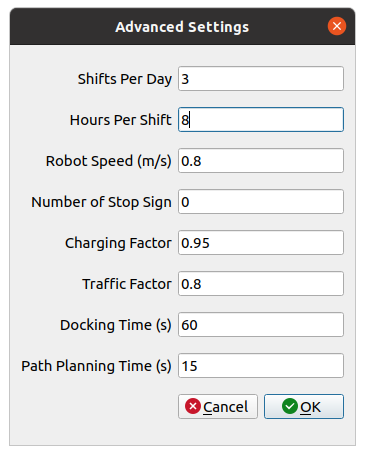 Advanced Settings
Shifts Per Day 3
Hours Per Shift 8
Robot Speed (m/s) 0.8
Number of Stop Sign 0
Charging Factor 0.95
Traffic Factor 0.8
Docking Time (s) 60
Path Planning Time (s) 15
Cancel OK